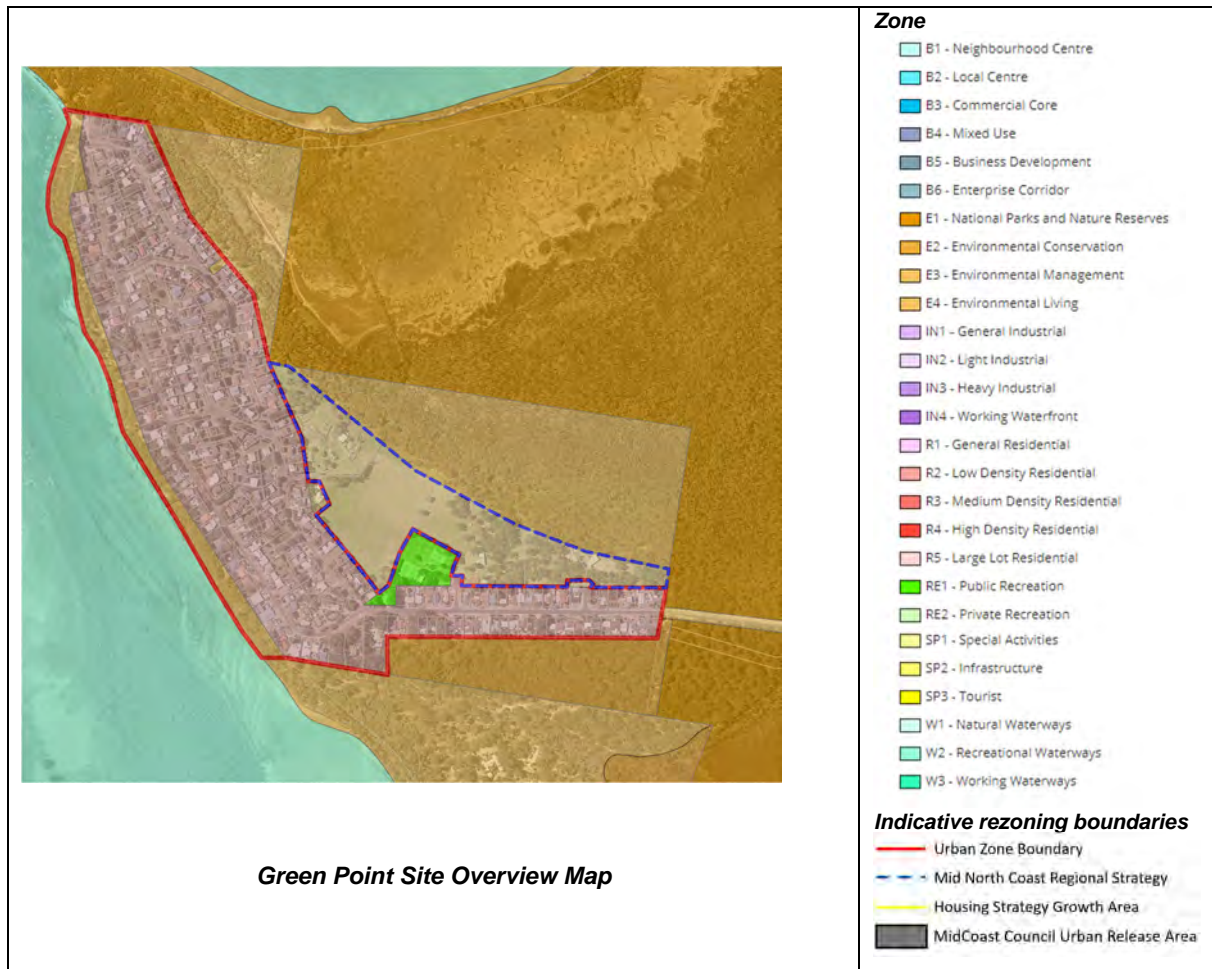 Zone
B1 - Neighbourhood Centre
B2 - Local Centre
B3 - Commercial Core
B4 - Mixed Use
B5 - Business Development
B6 - Enterprise Corridor
E1 - National Parks and Nature Reserves
E2 - Environmental Conservation
E3 - Environmental Management
E4 - Environmental Living
IN1 - General Industrial
IN2 - Light Industrial
IN3 - Heavy Industrial
IN4 - Working Waterfront
R1 - General Residential
R2 - Low Density Residential
R3 - Medium Density Residential
R4 - High Density Residential
R5 - Large Lot Residential
RE1 - Public Recreation
RE2 - Private Recreation
SP1 - Special Activities
SP2 - Infrastructure
SP3 - Tourist
W1 - Natural Waterways
W2 - Recreational Waterways
W3 - Working Waterways
Indicative rezoning boundaries
Urban Zone Boundary
Mid North Coast Regional Strategy
Housing Strategy Growth Area
MidCoast Council Urban Release Area
Green Point Site Overview Map